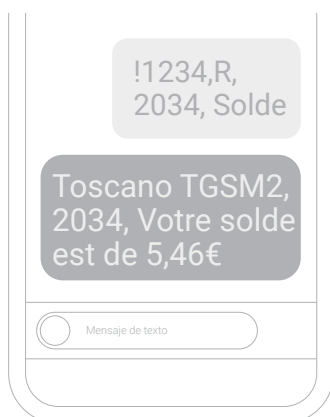 !1234,R,
2034, Solde
Toscano TGSM2,
2034, Votre solde
est de 5,46€
Mensaje de texto